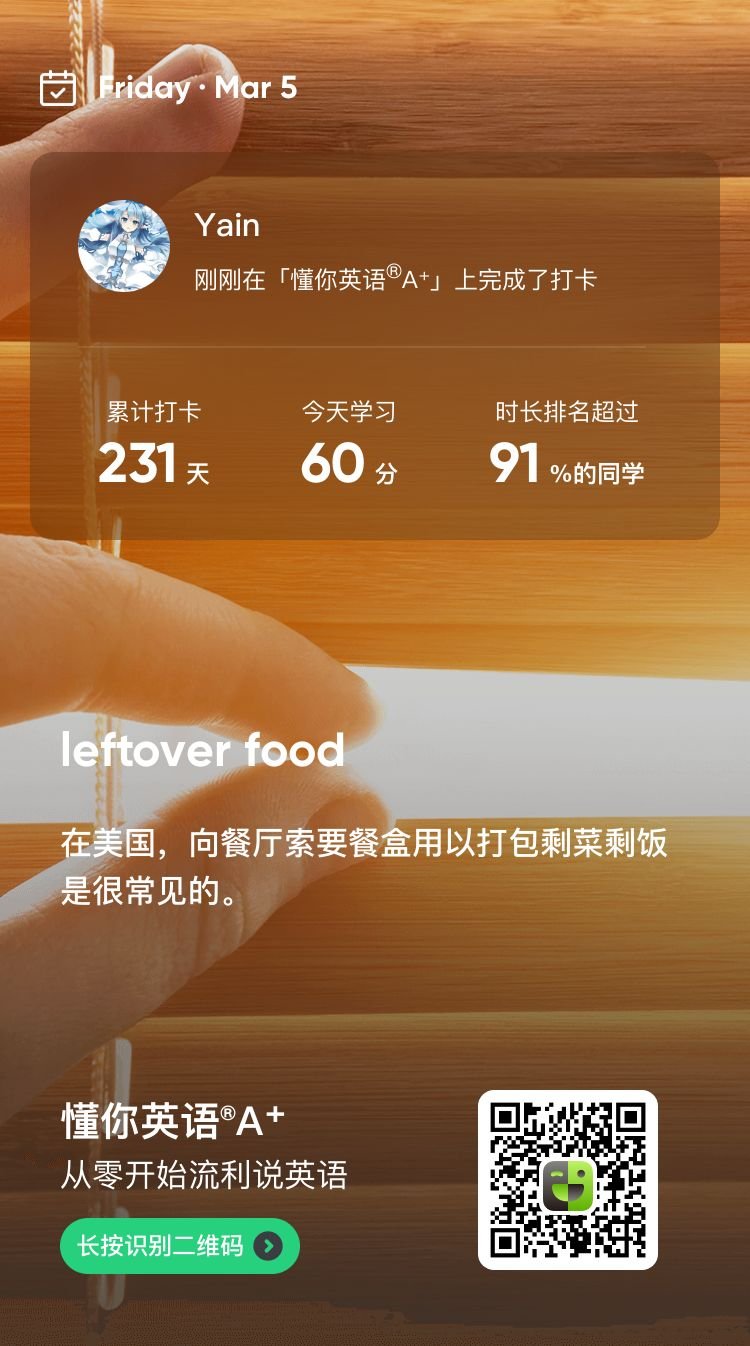 Friday · Mar 5
Yain
刚刚在「懂你英语®A⁺」上完成了打卡
累计打卡 今天学习 时长排名超过
231 天 60 分 91 %的同学
leftover food
在美国，向餐厅索要餐盒用以打包剩菜剩饭
是很常见的。
懂你英语®A⁺
从零开始流利说英语
长按识别二维码